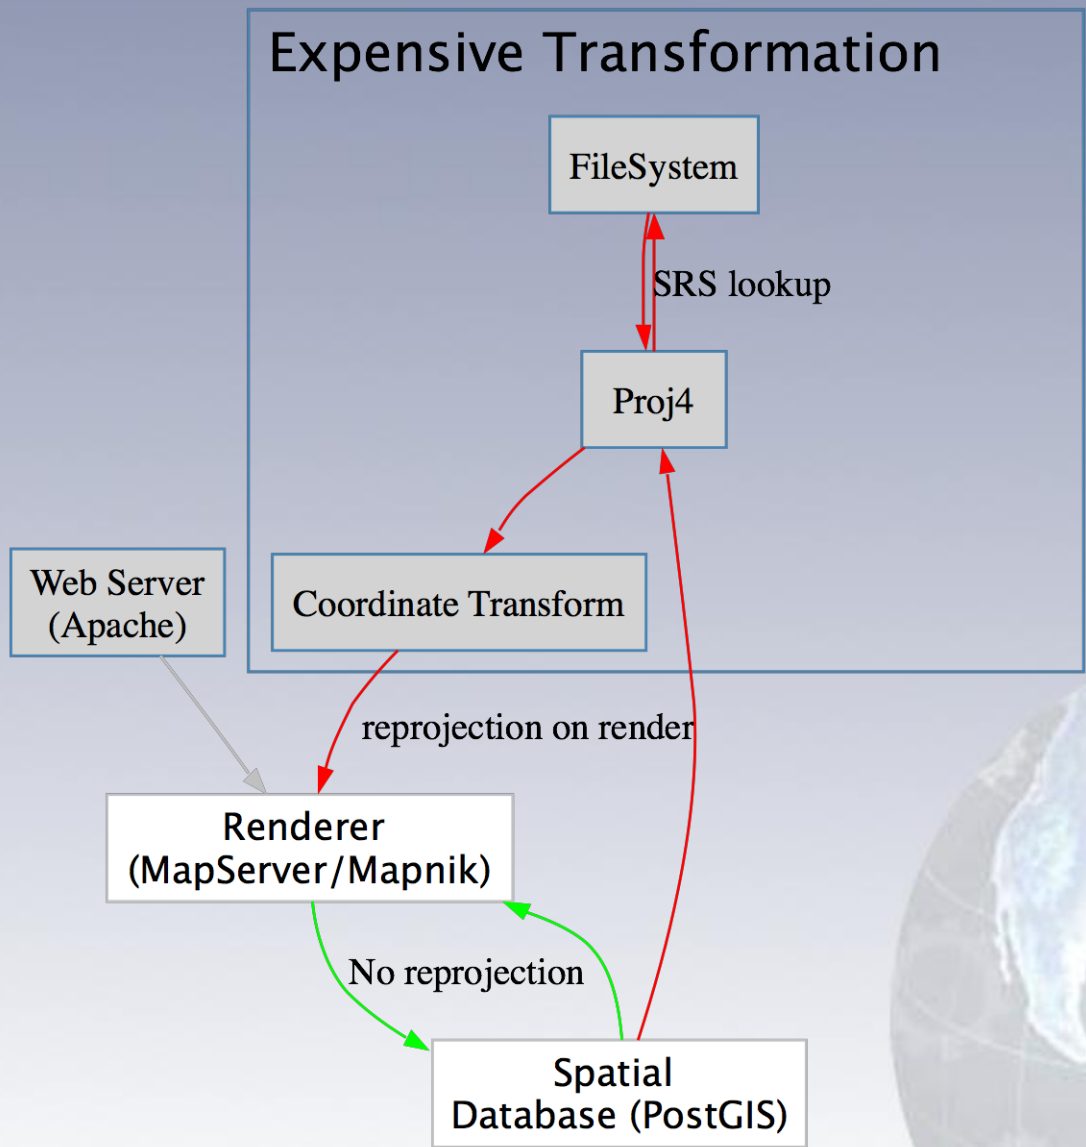 Expensive Transformation
FileSystem
SRS lookup
Proj4
Web Server
(Apache)
Coordinate Transform
reprojection on render
Renderer
(MapServer/Mapnik)
No reprojection
Spatial
Database (PostGIS)